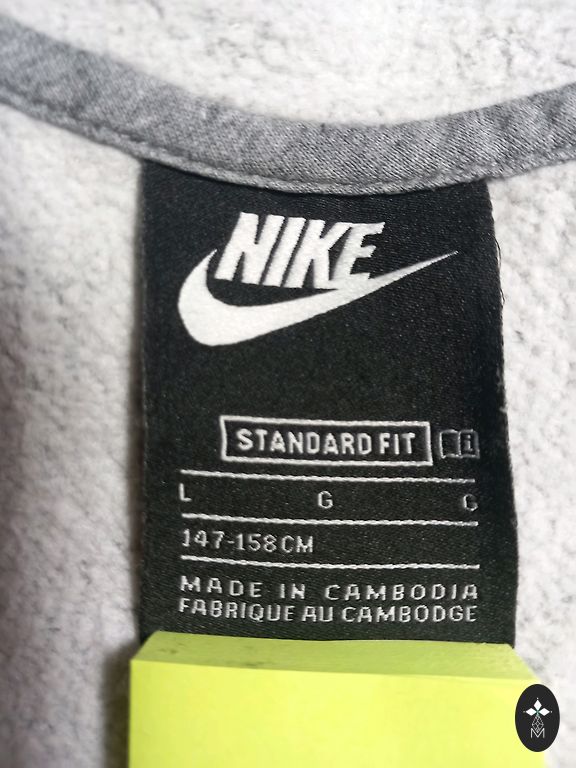 NIKE
STANDARD FIT
L G G
147-158CM
MADE IN CAMBODIA
FABRIQUE AU CAMBODGE
M